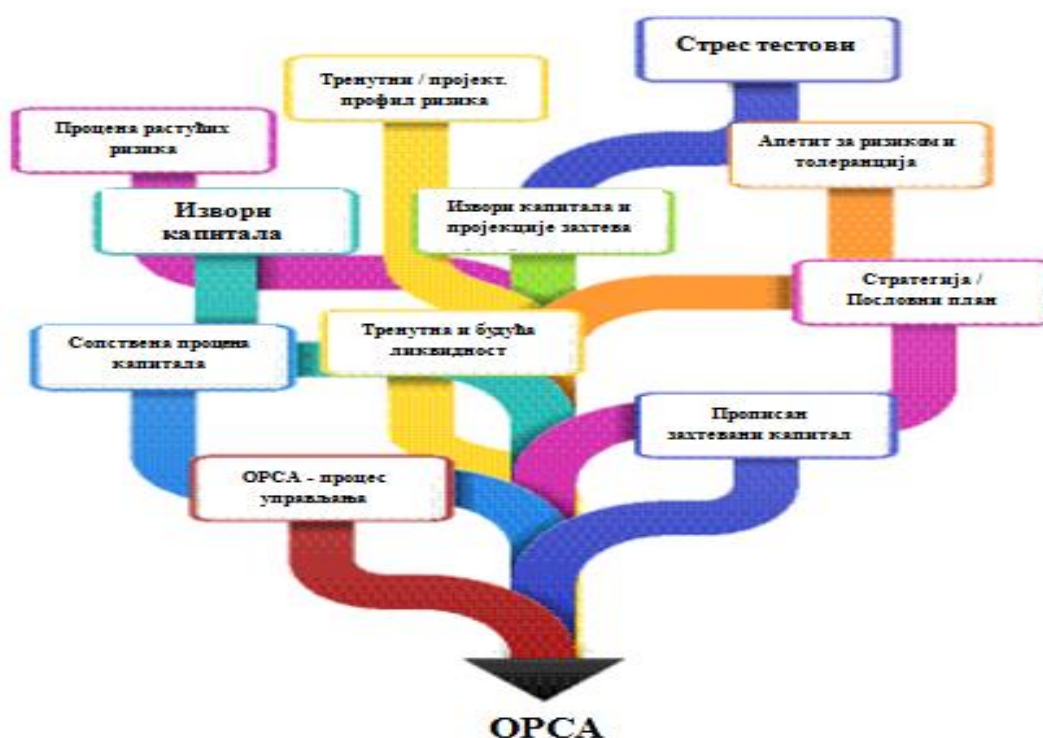 Стрес тестови
Тренутни / пројект.
профил ризика
Процена растућих
ризика
Апетит за ризиком и
толеранција
Извори
капитала
Извори капитала и
пројекције захтева
Стратегија /
Пословни план
Сопствена процена
капитала
Тренутна и будућа
ликвидност
Прописан
захтевани капитал
ОРСА - процес
управљања
ОРСА